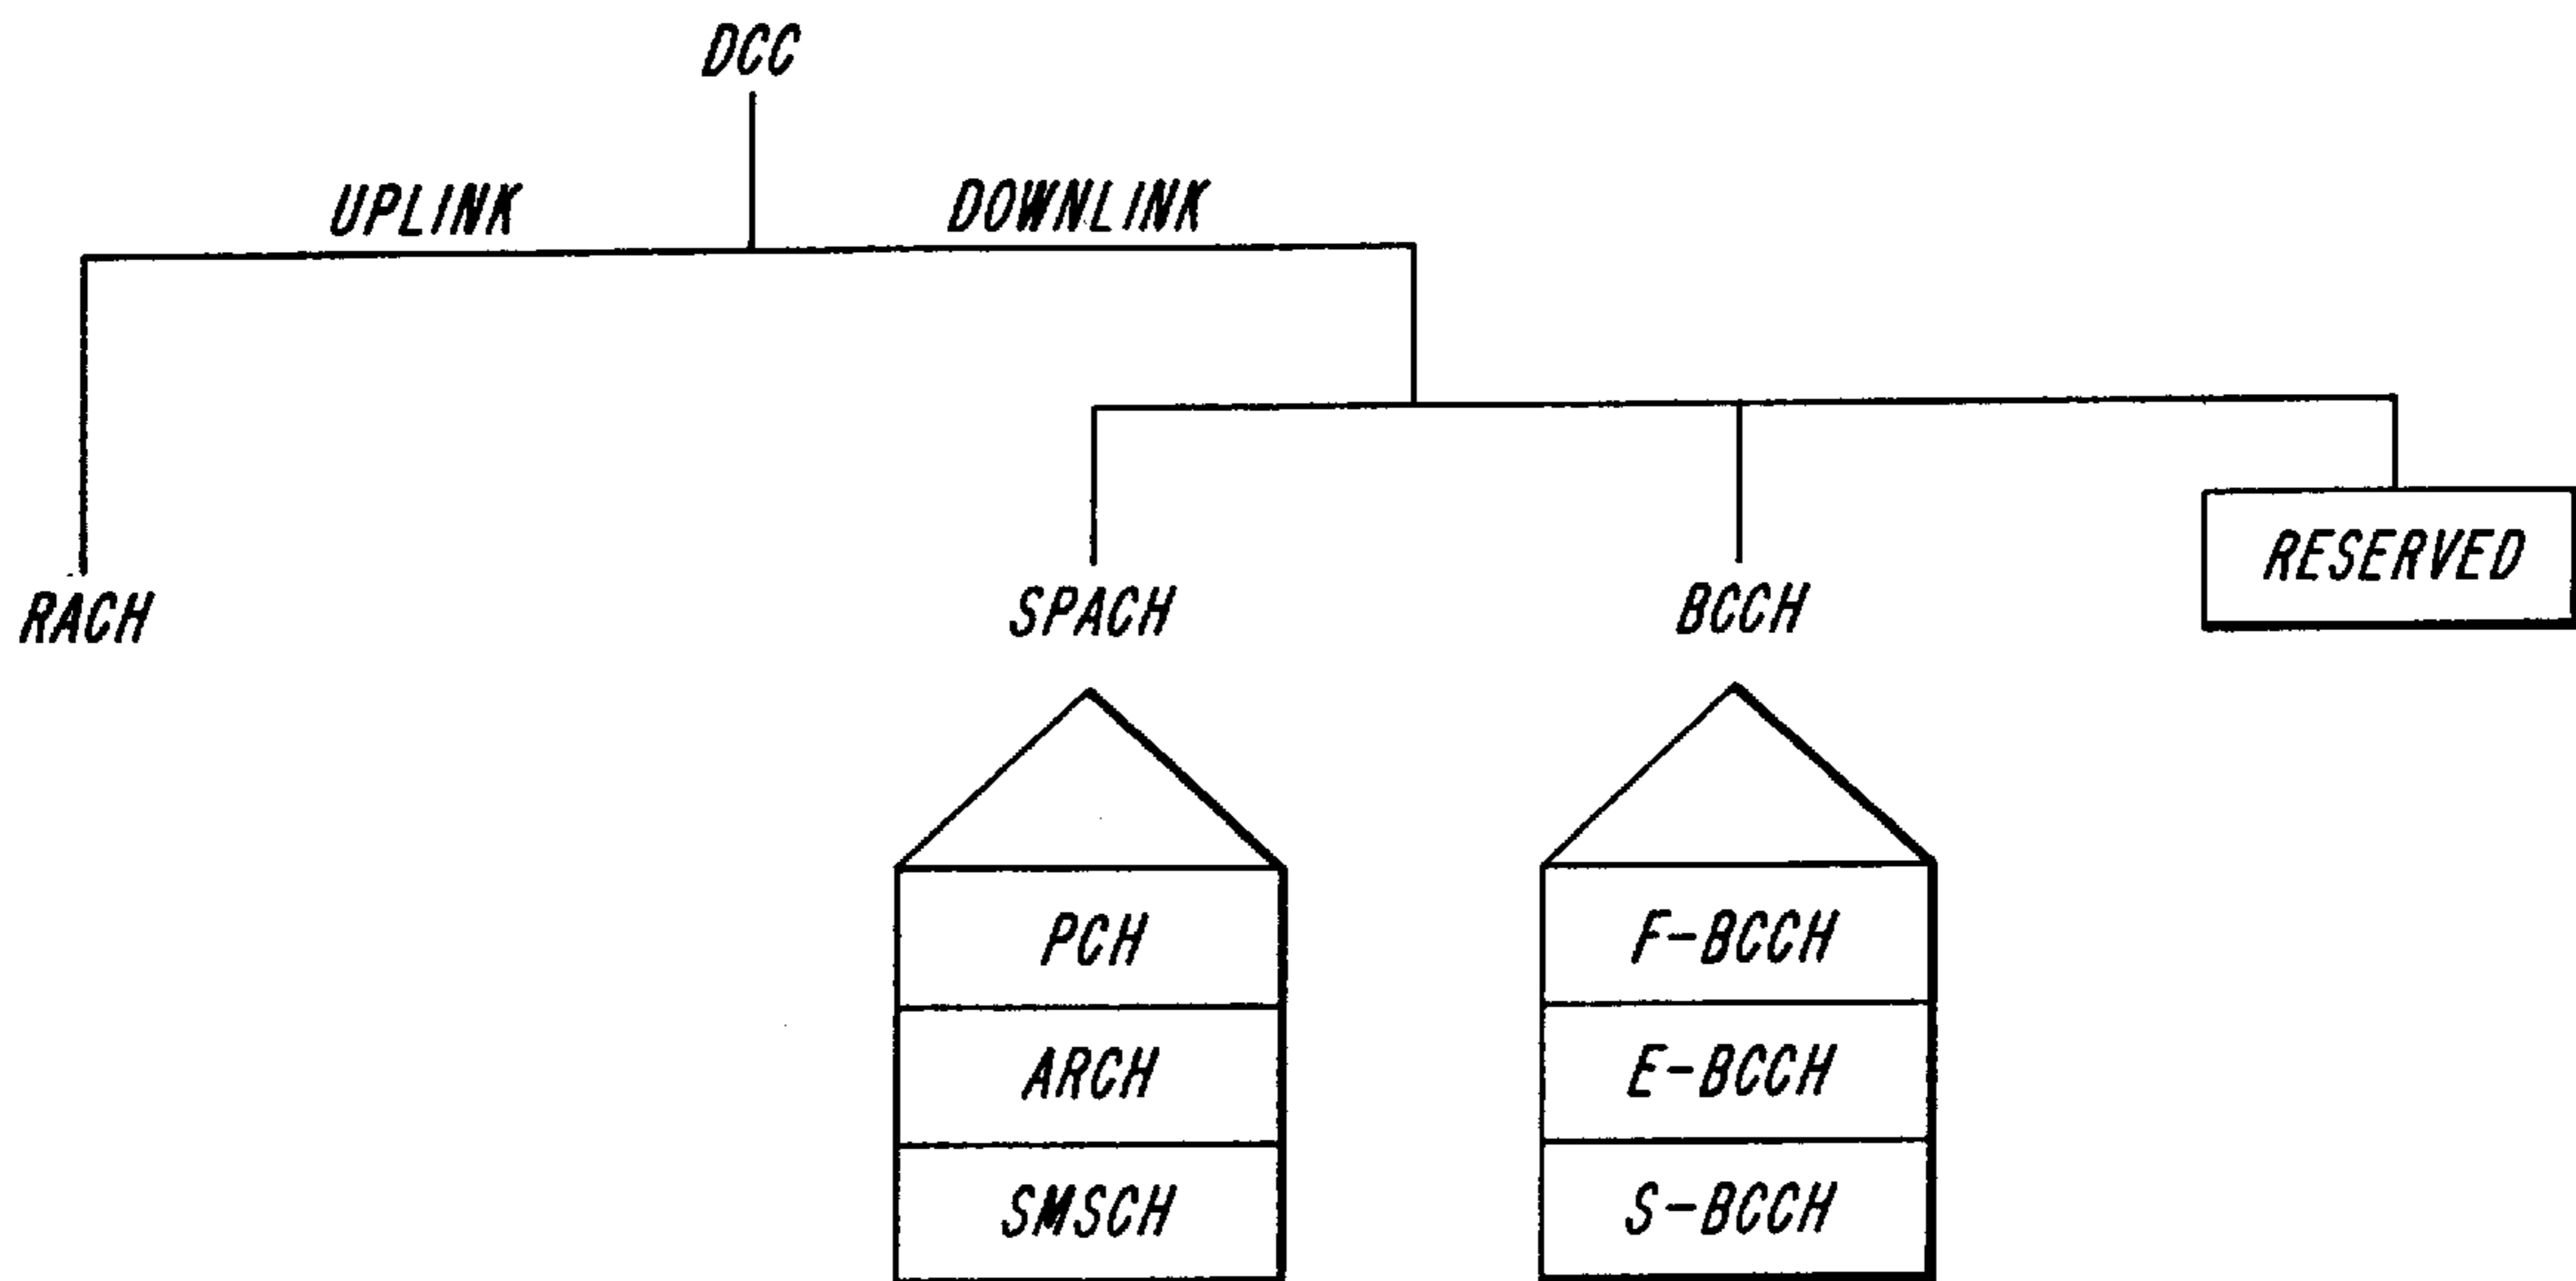 DCC
UPLINK
DOWNLINK
RACH
SPACH
BCCH
RESERVED
PCH
ARCH
SMSCH
F-BCCH
E-BCCH
S-BCCH